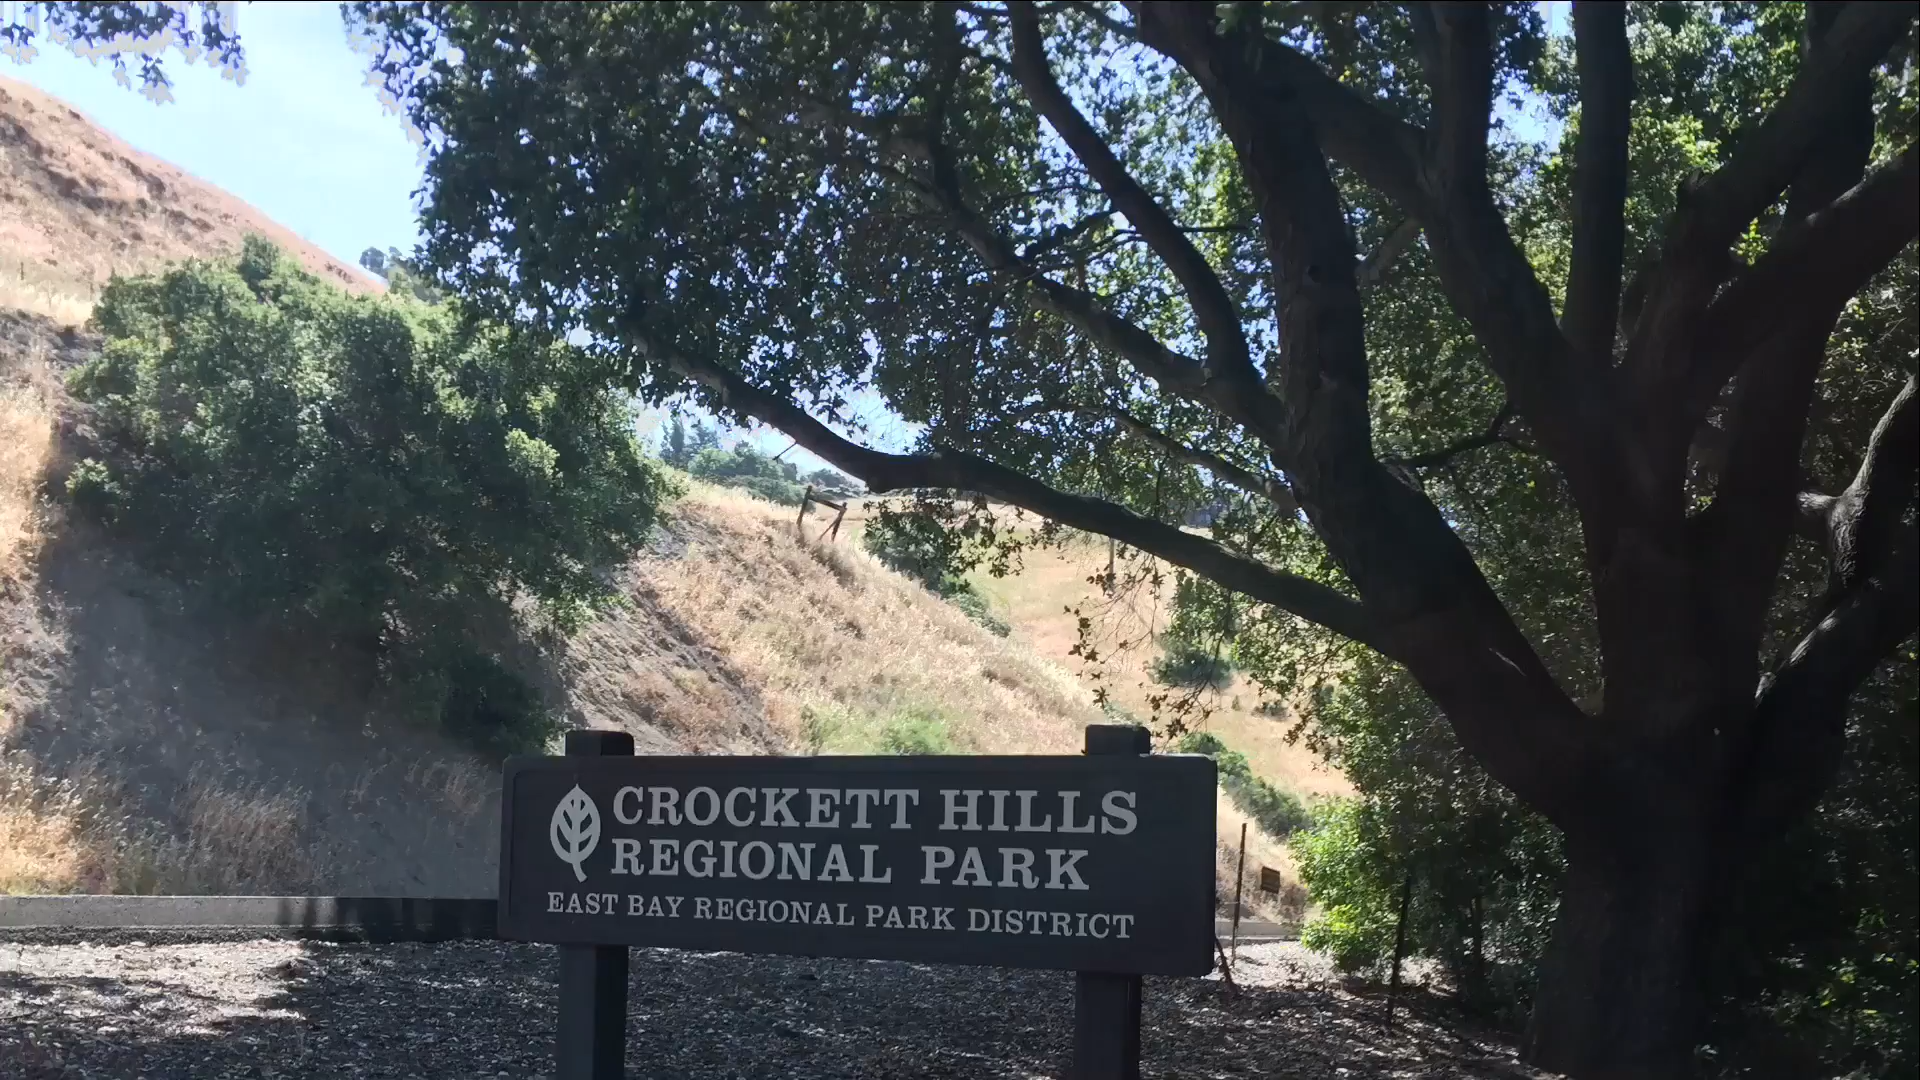 CROCKETT HILLS
REGIONAL PARK
EAST BAY REGIONAL PARK DISTRICT